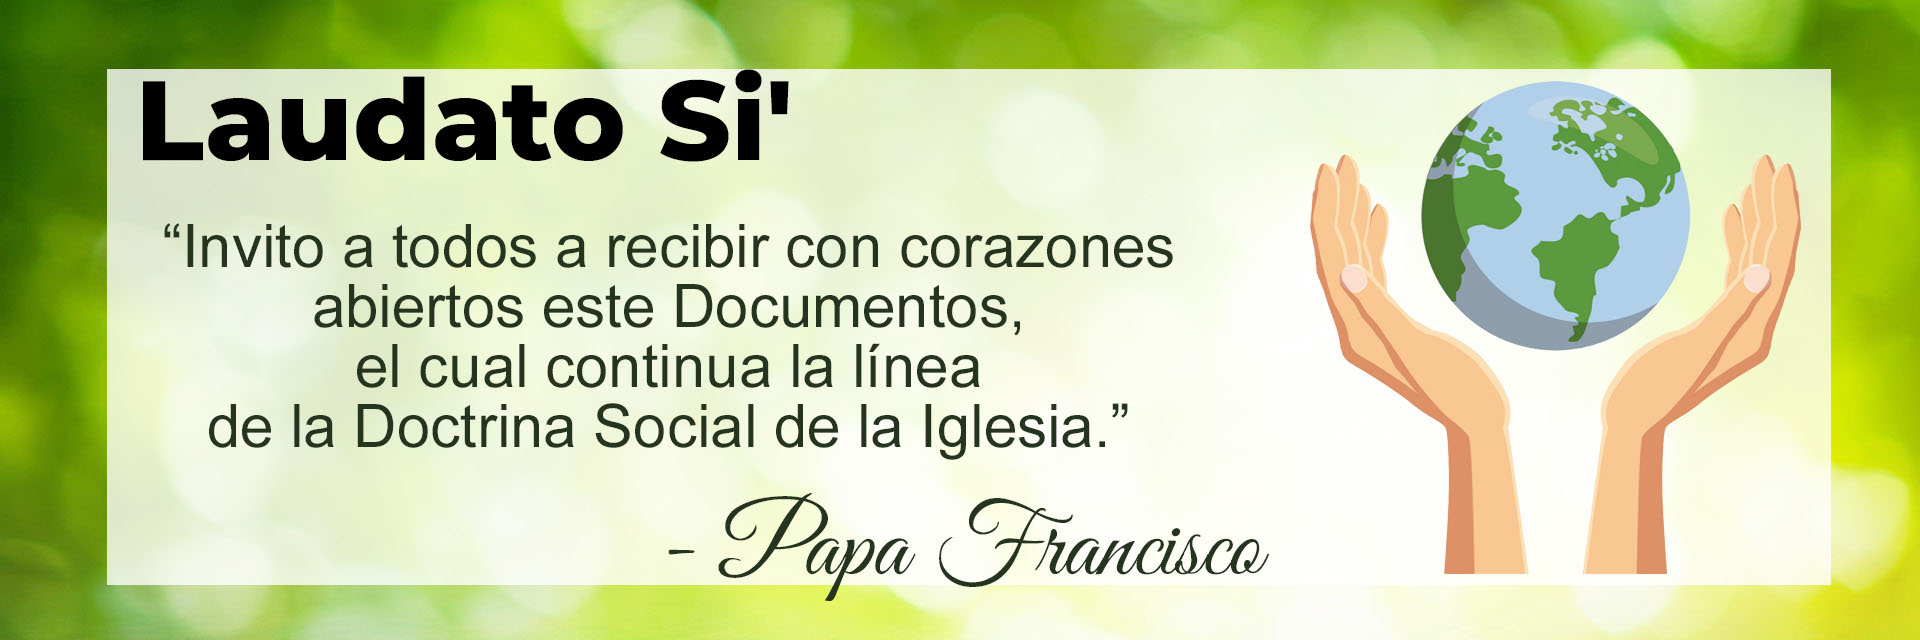 Laudato Si'
“Invito a todos a recibir con corazones
abiertos este Documentos,
el cual continua la línea
de la Doctrina Social de la Iglesia.”
- Papa Francisco